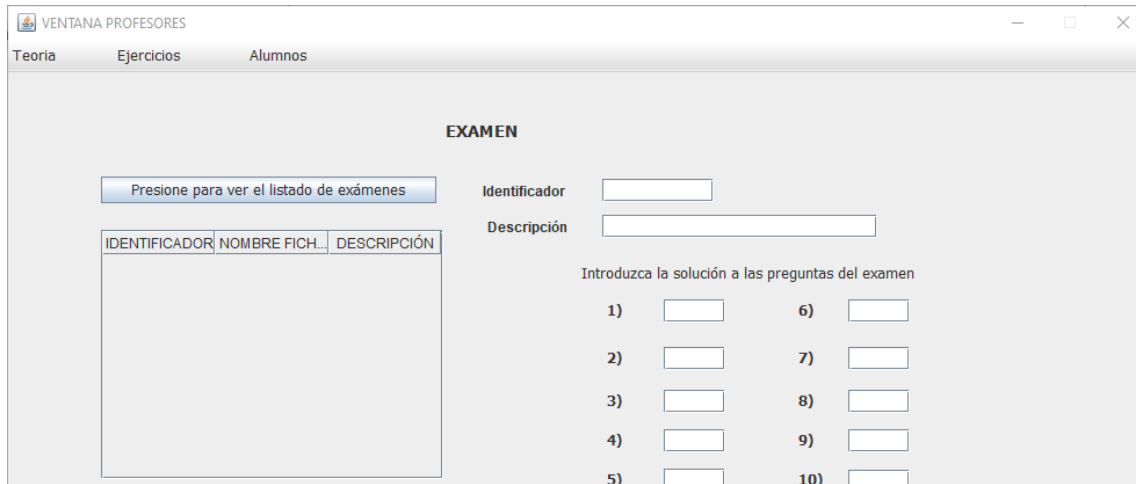 VENTANA PROFESORES
Teoria Ejercicios Alumnos
EXAMEN
Presione para ver el listado de exámenes
IDENTIFICADOR NOMBRE FICH... DESCRIPCIÓN
Identificador
Descripción
Introduzca la solución a las preguntas del examen
1) 6)
2) 7)
3) 8)
4) 9)
5) 10)